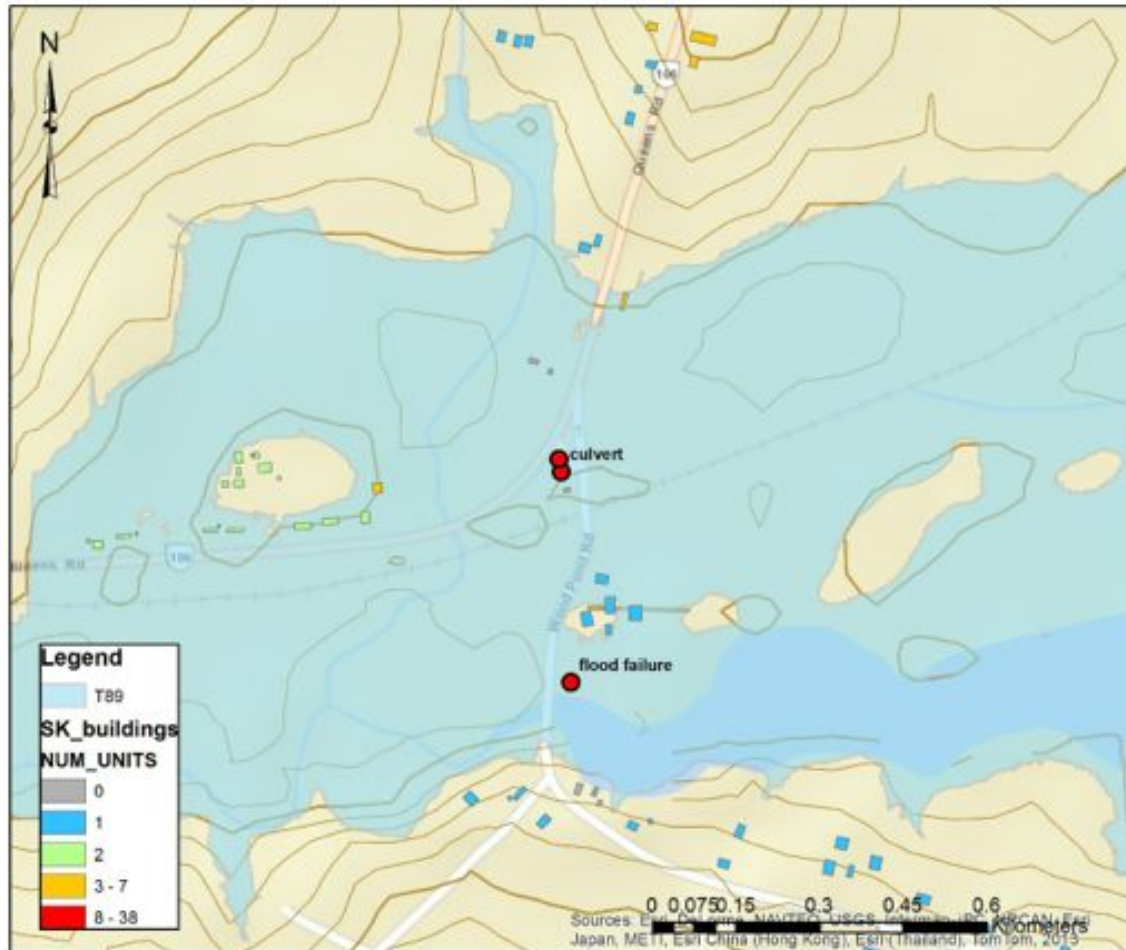 N
106
Queens Rd
culvert
106
Rd
Wood Point Rd
flood failure
Legend
T89
SK_buildings
NUM_UNITS
0
1
2
3 - 7
8 - 38
0 0.075 0.15 0.3 0.45 0.6
Kilometers
Sources: Esri, DeLorme, NAVTEQ, USGS, Intermap, iPC, NRCAN, Esri
Japan, METI, Esri China (Hong Kong), Esri (Thailand), TomTom, 2013